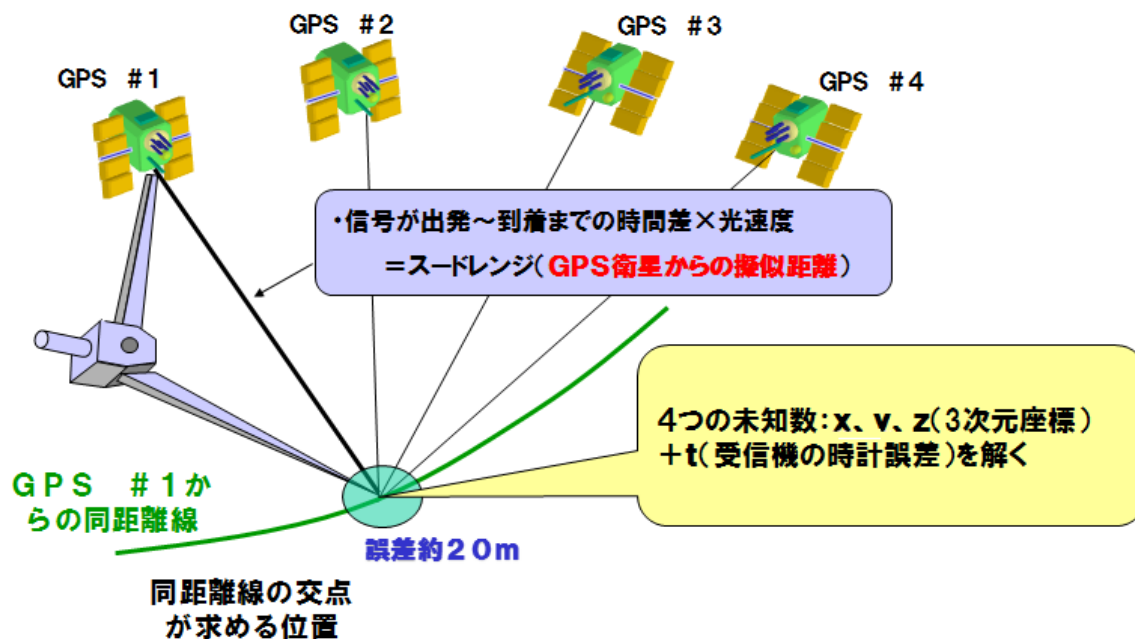 GPS #1
GPS #2
GPS #3
GPS #4
・信号が出発～到着までの時間差×光速度
＝スードレンジ(GPS衛星からの擬似距離)
4つの未知数:x、v、z(3次元座標)
＋t(受信機の時計誤差)を解く
GPS #1か
らの同距離線
誤差約20m
同距離線の交点
が求める位置